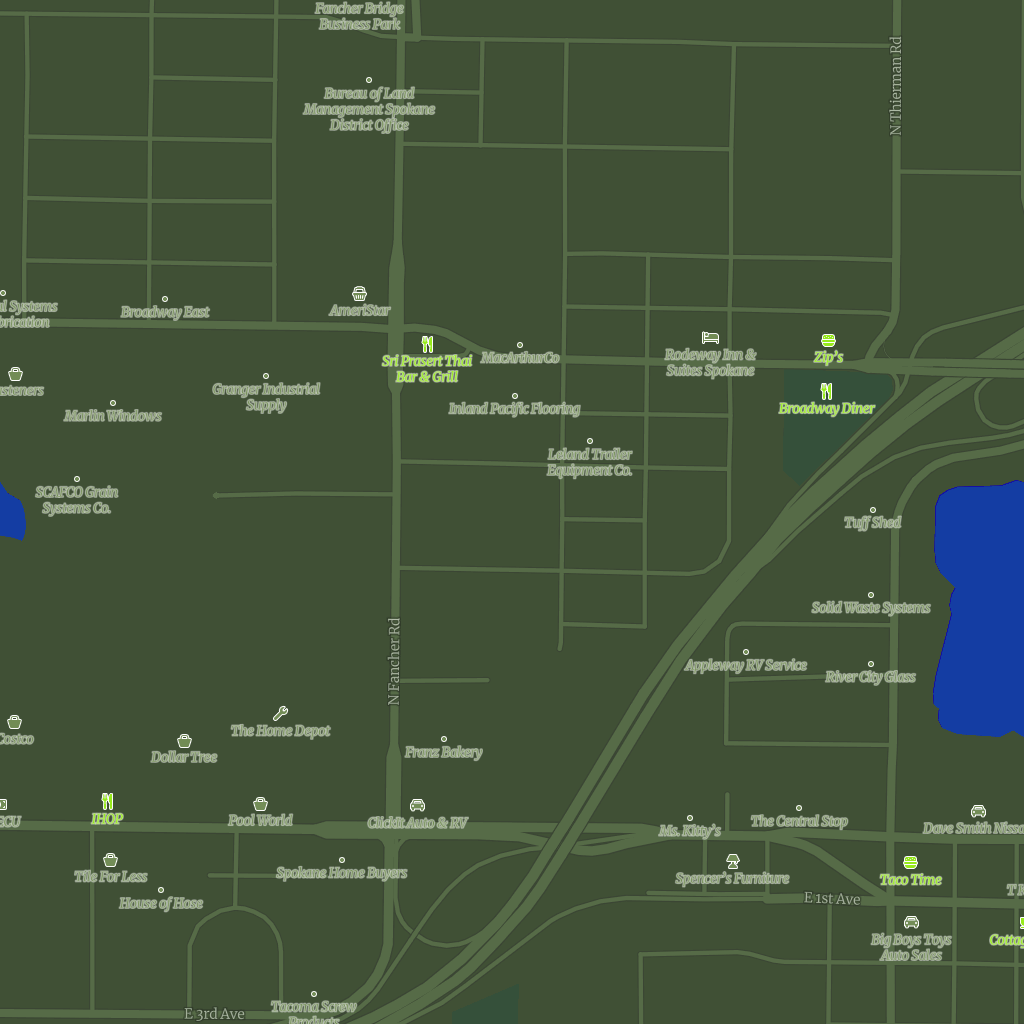 Fancher Bridge
Business Park
N Thierman Rd
Bureau of Land
Management Spokane
District Office
Systems
Broadway East
AmeriStar
Sri Prasert Thai
Bar & Grill
MacArthurCo
Rodeway Inn &
Suites Spokane
Zip's
Granger Industrial
Supply
Marlin Windows
Inland Pacific Flooring
Broadway Diner
Leland Trailer
Equipment Co.
SCAFCO Grain
Systems Co.
Tuff Shed
Solid Waste Systems
N Fancher Rd
Appleway RV Service
River City Glass
Costco
The Home Depot
Dollar Tree
Franz Bakery
ECU
IHOP
Pool World
Clickit Auto & RV
Ms. Kitty's
The Central Stop
Dave Smith Nissa
Tile For Less
Spokane Home Buyers
Spencer's Furniture
Taco Time
House of Hose
E 1st Ave
T
Big Boys Toys
Auto Sales
Cottag
E 3rd Ave
Tacoma Screw
Products